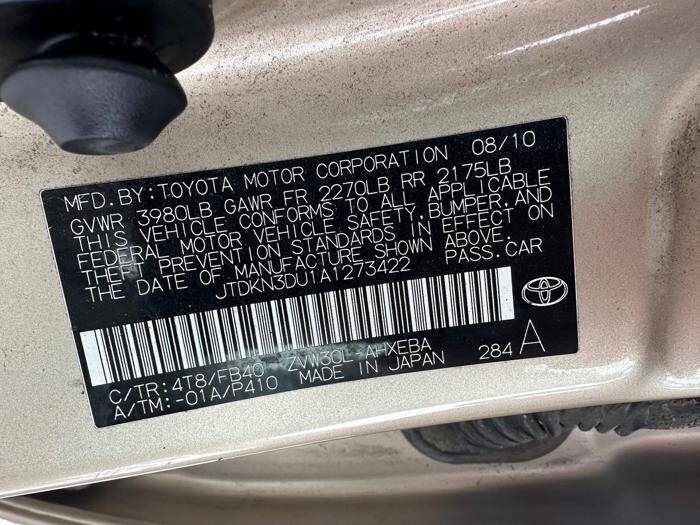 MFD. BY: TOYOTA MOTOR CORPORATION 08/10
GVWR 3980LB GAWR FR 2270LB RR 2175LB
THIS VEHICLE CONFORMS TO ALL APPLICABLE
FEDERAL MOTOR VEHICLE SAFETY, BUMPER, AND
THEFT PREVENTION STANDARDS IN EFFECT ON
THE DATE OF MANUFACTURE SHOWN ABOVE.
JTDKN3DU1A1273422 PASS. CAR
C/TR: 4T8/FB40 ZVW30L-AHXEBA
A/TM:-01A/P410 MADE IN JAPAN 284 A